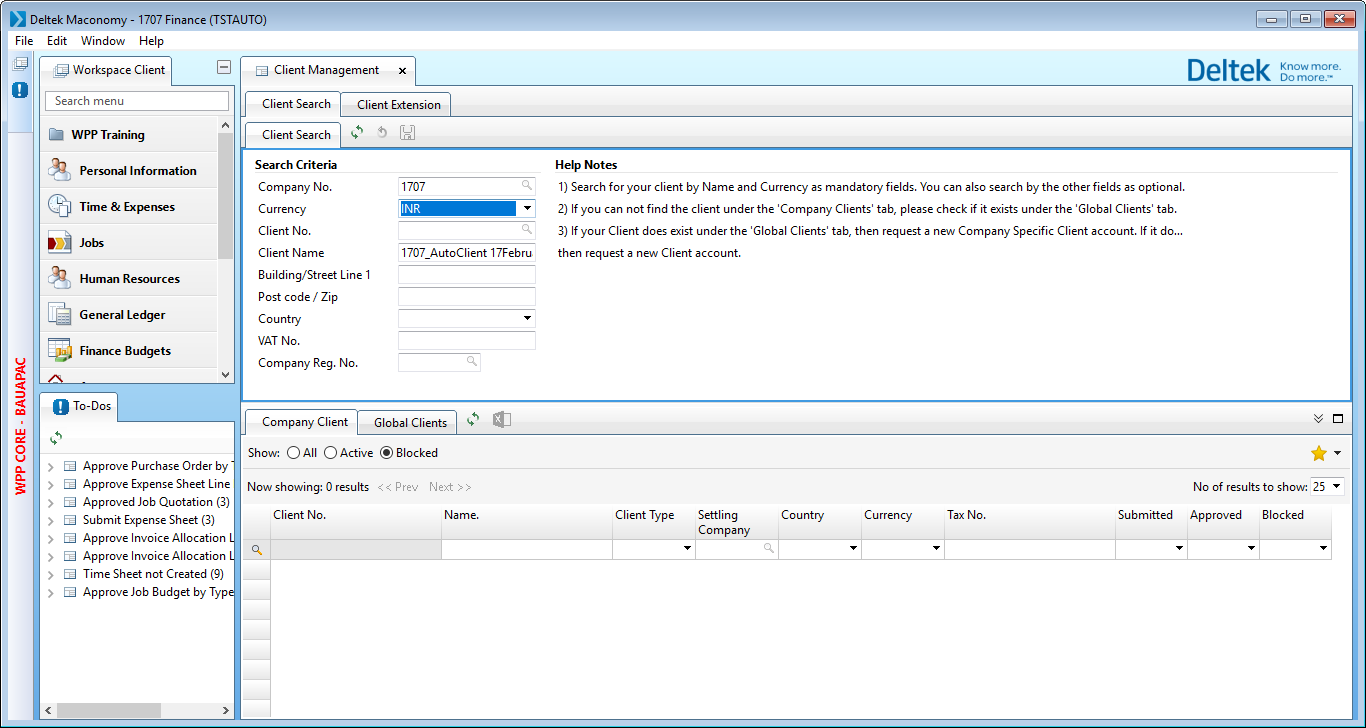 Deltek Maconomy - 1707 Finance (TSTAUTO)
File Edit Window Help
Workspace Client
Search menu
WPP Training
Personal Information
Time & Expenses
Jobs
Human Resources
General Ledger
Finance Budgets
WPP CORE - BAUAPAC
To-Dos
Approve Purchase Order by
Approve Expense Sheet Line
Approved Job Quotation (3)
Submit Expense Sheet (3)
Approve Invoice Allocation L
Approve Invoice Allocation L
Time Sheet not Created (9)
Approve Job Budget by Type
Client Management
Deltek Know more.
Do more.™
Client Search Client Extension
Client Search
Search Criteria
Company No. 1707
Currency INR
Client No.
Client Name 1707_AutoClient 17Febru
Building/Street Line 1
Post code / Zip
Country
VAT No.
Company Reg. No.
Help Notes
1) Search for your client by Name and Currency as mandatory fields. You can also search by the other fields as optional.
2) If you can not find the client under the 'Company Clients' tab, please check if it exists under the 'Global Clients' tab.
3) If your Client does exist under the 'Global Clients' tab, then request a new Company Specific Client account. If it do...
then request a new Client account.
Company Client Global Clients
Show: All Active Blocked
Now showing: 0 results << Prev Next >>
No of results to show: 25
Client No. Name. Client Type Settling Company Country Currency Tax No. Submitted Approved Blocked